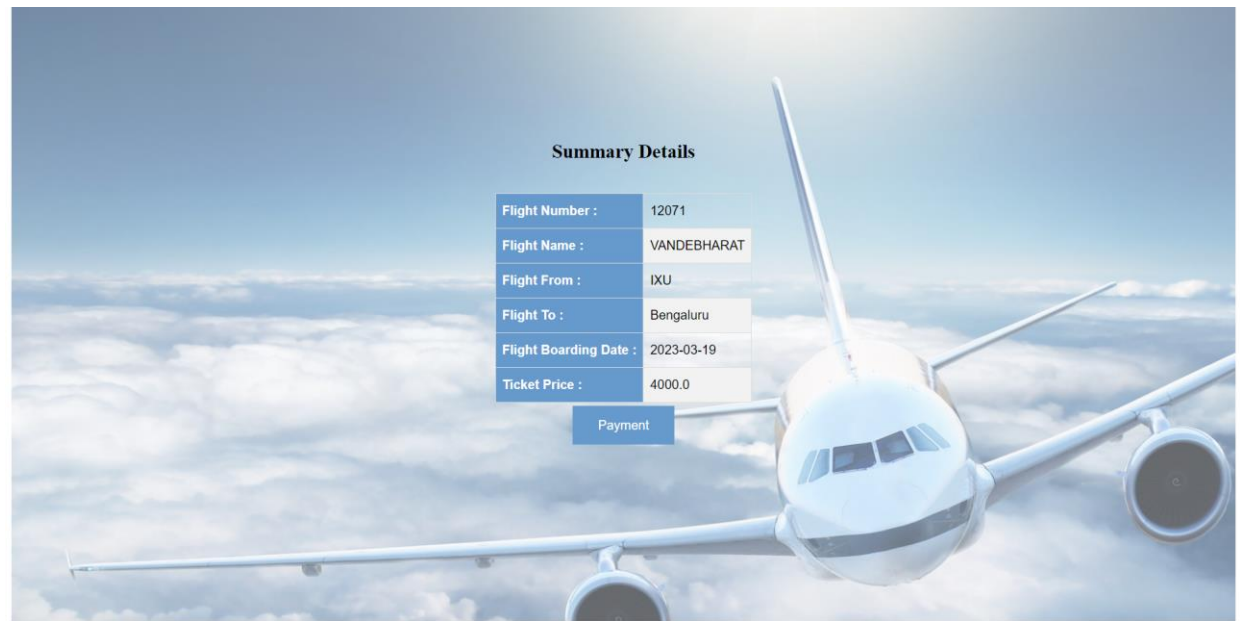 Summary Details
Flight Number : 12071
Flight Name : VANDEBHARAT
Flight From : IXU
Flight To : Bengaluru
Flight Boarding Date : 2023-03-19
Ticket Price : 4000.0
Payment